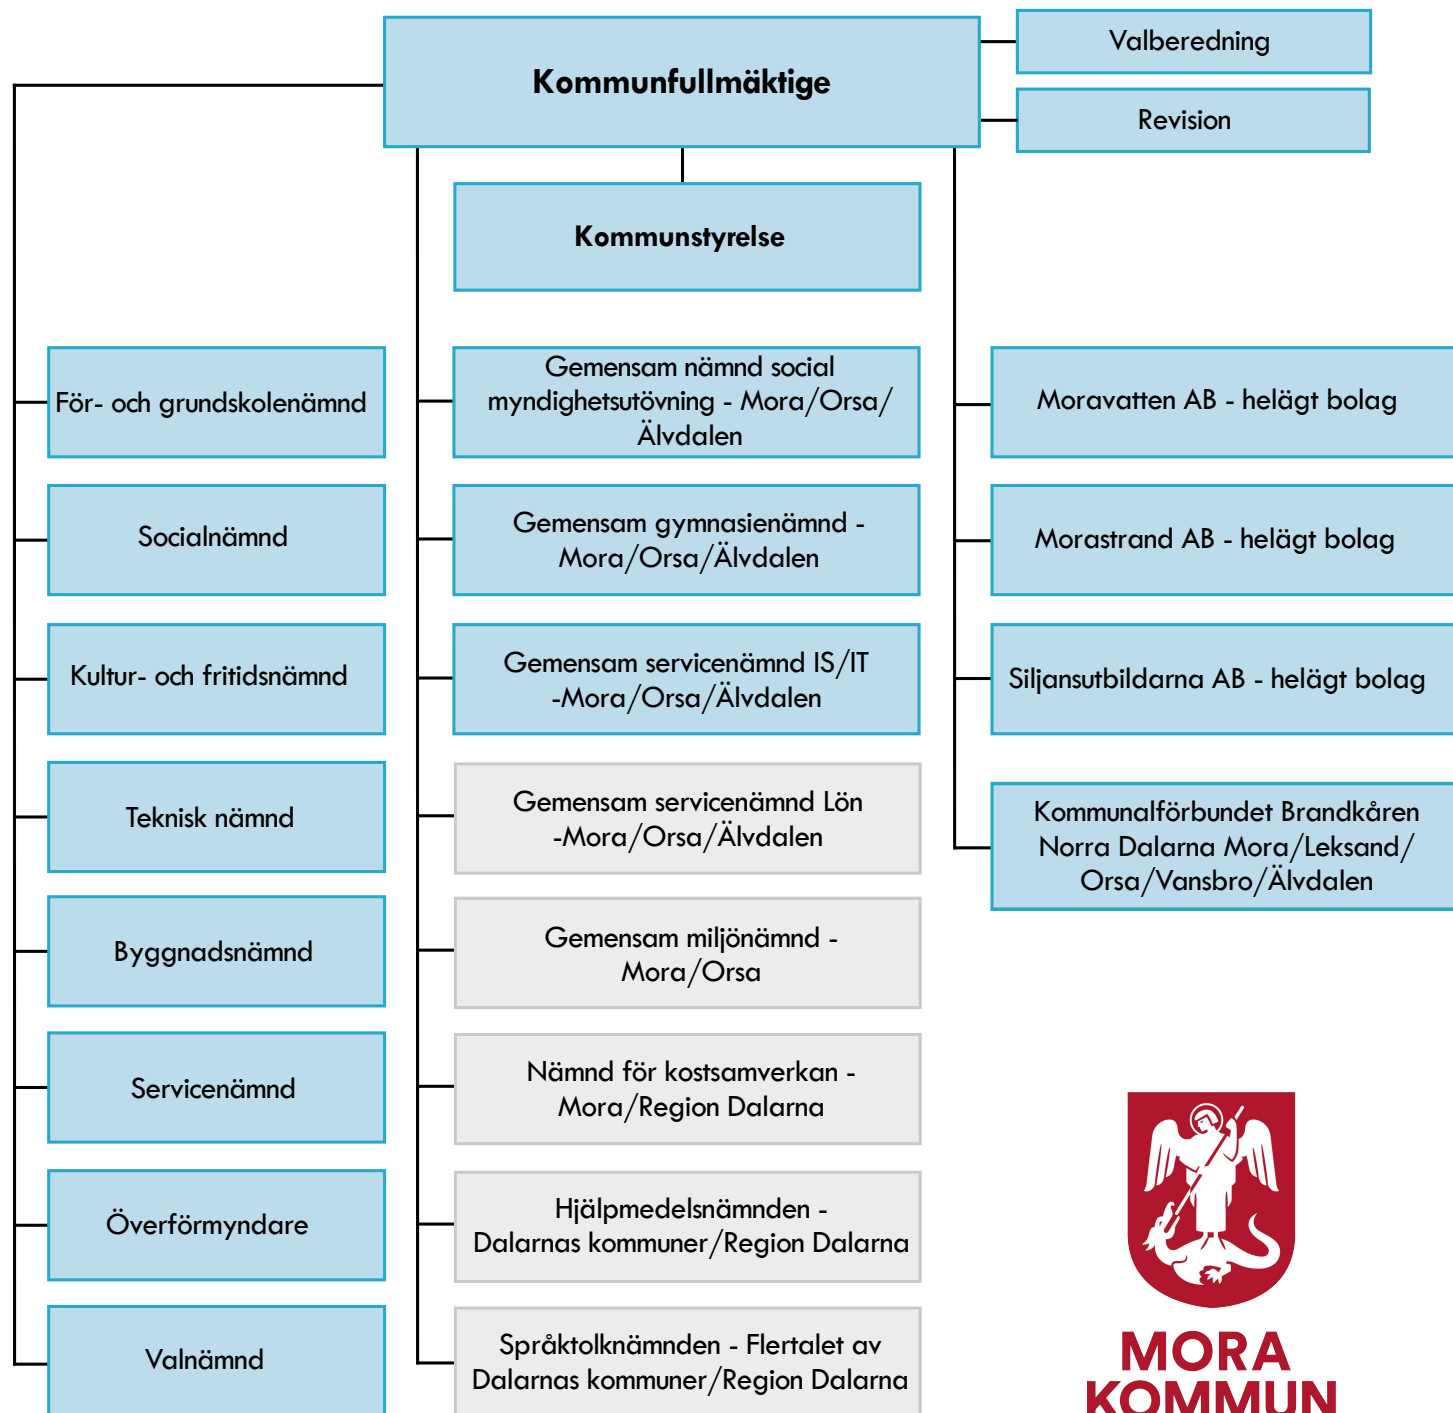 Kommunfullmäktige
Valberedning
Revision
Kommunstyrelse
För- och grundskolenämnd
Socialnämnd
Kultur- och fritidsnämnd
Teknisk nämnd
Byggnadsnämnd
Servicenämnd
Överförmyndare
Valnämnd
Gemensam nämnd social
myndighetsutövning - Mora/Orsa/
Älvdalen
Gemensam gymnasienämnd -
Mora/Orsa/Älvdalen
Gemensam servicenämnd IS/IT
-Mora/Orsa/Älvdalen
Gemensam servicenämnd Lön
-Mora/Orsa/Älvdalen
Gemensam miljönämnd -
Mora/Orsa
Nämnd för kostsamverkan -
Mora/Region Dalarna
Hjälpmedelsnämnden -
Dalarnas kommuner/Region Dalarna
Språktolknämnden - Flertalet av
Dalarnas kommuner/Region Dalarna
Moravatten AB - helägt bolag
Morastrand AB - helägt bolag
Siljansutbildarna AB - helägt bolag
Kommunalförbundet Brandkåren
Norra Dalarna Mora/Leksand/
Orsa/Vansbro/Älvdalen
MORA
KOMMUN